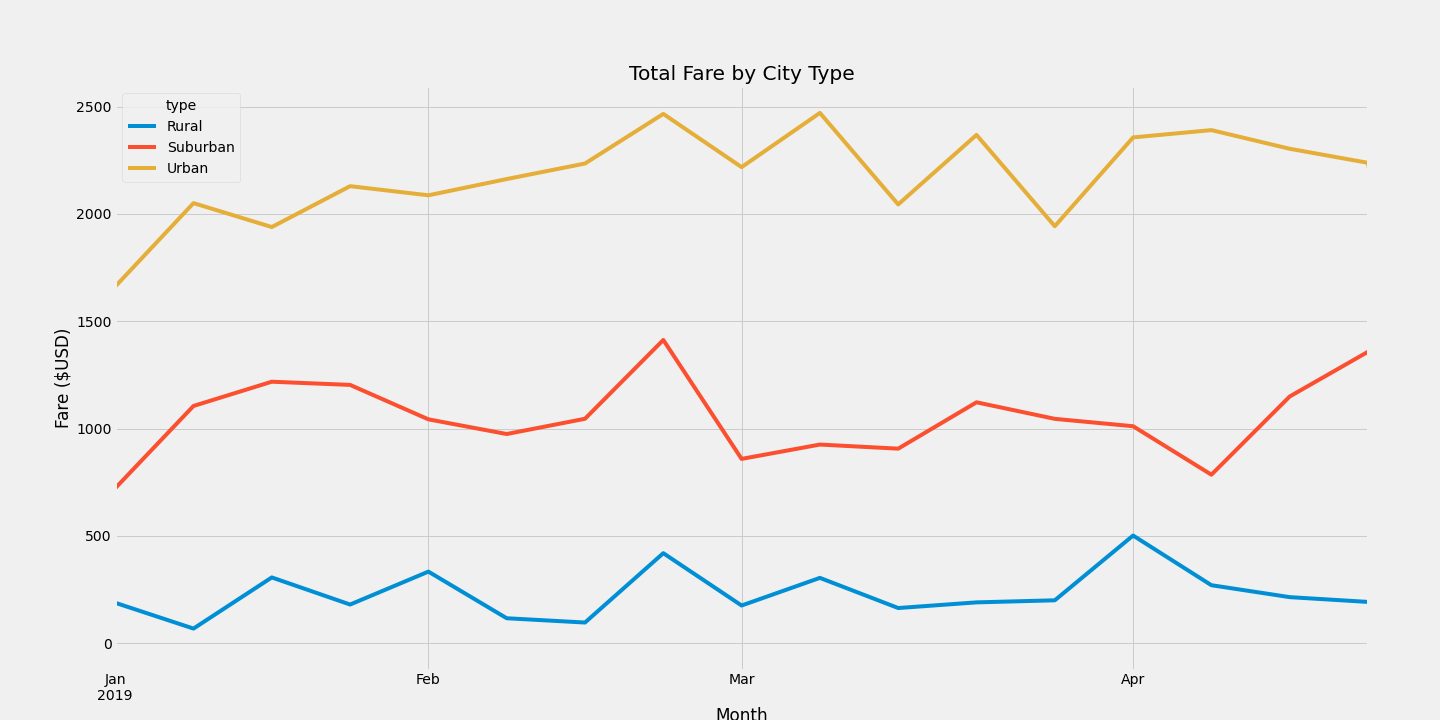 Total Fare by City Type
type
Rural
Suburban
Urban
Fare ($USD)
2500
2000
1500
1000
500
0
Jan
2019
Feb
Mar
Apr
Month